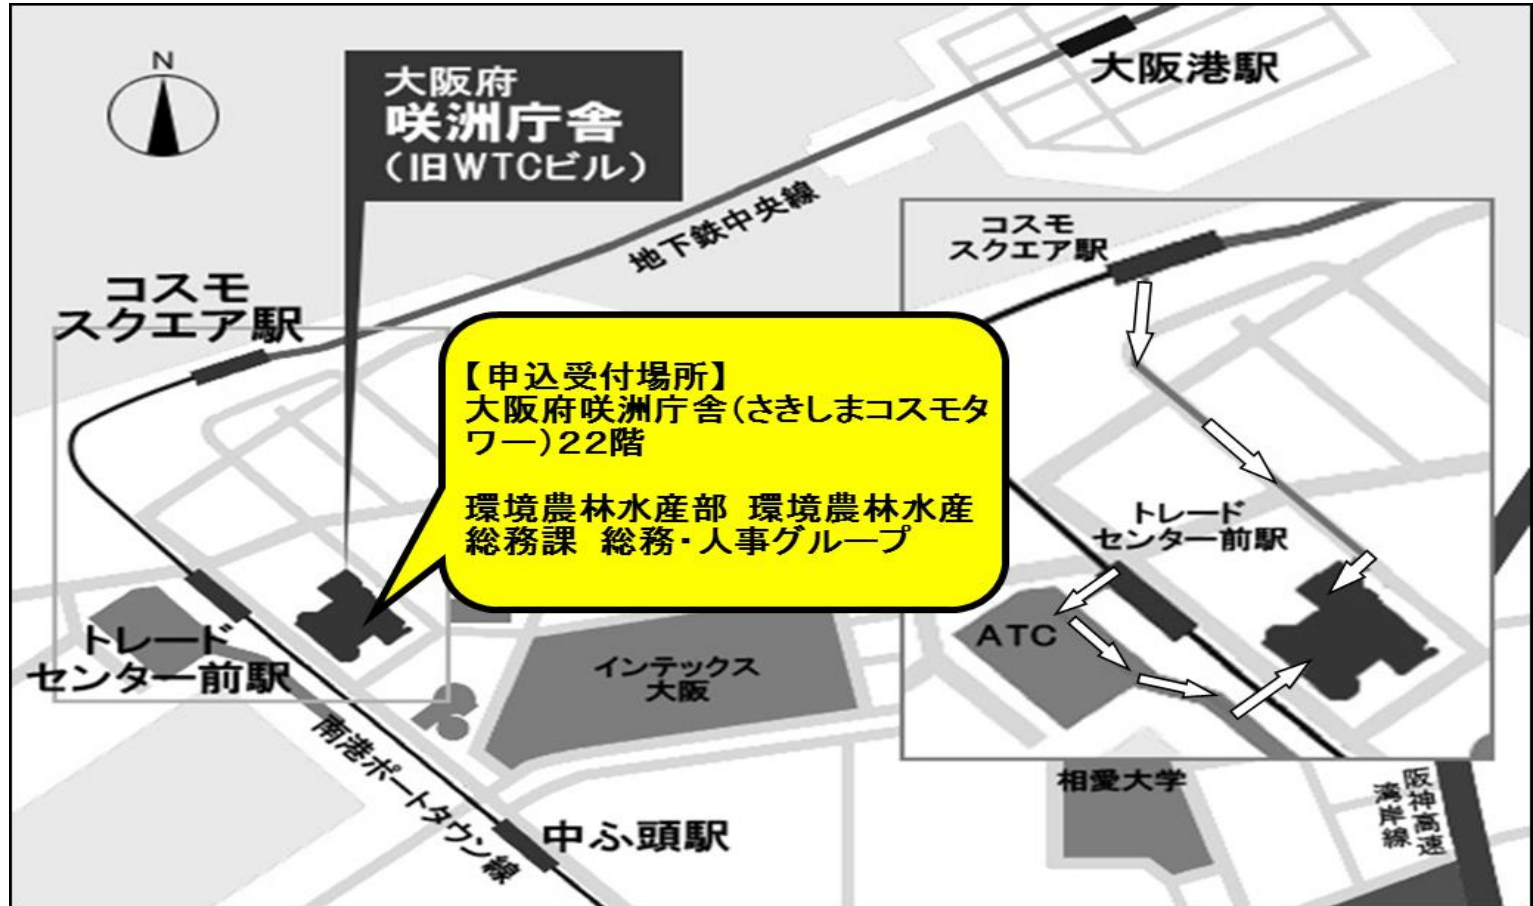 N
大阪府
咲洲庁舎
（旧WTCビル）
大阪港駅
地下鉄中央線
コスモ
スクエア駅
コスモ
スクエア駅
【申込受付場所】
大阪府咲洲庁舎（さきしまコスモタ
ワー）２２階
環境農林水産部　環境農林水産
総務課　総務・人事グループ
トレード
センター前駅
ATC
トレード
センター前駅
インテックス
大阪
南港ポートタウン線
中ふ頭駅
相愛大学
阪神高速
湾岸線